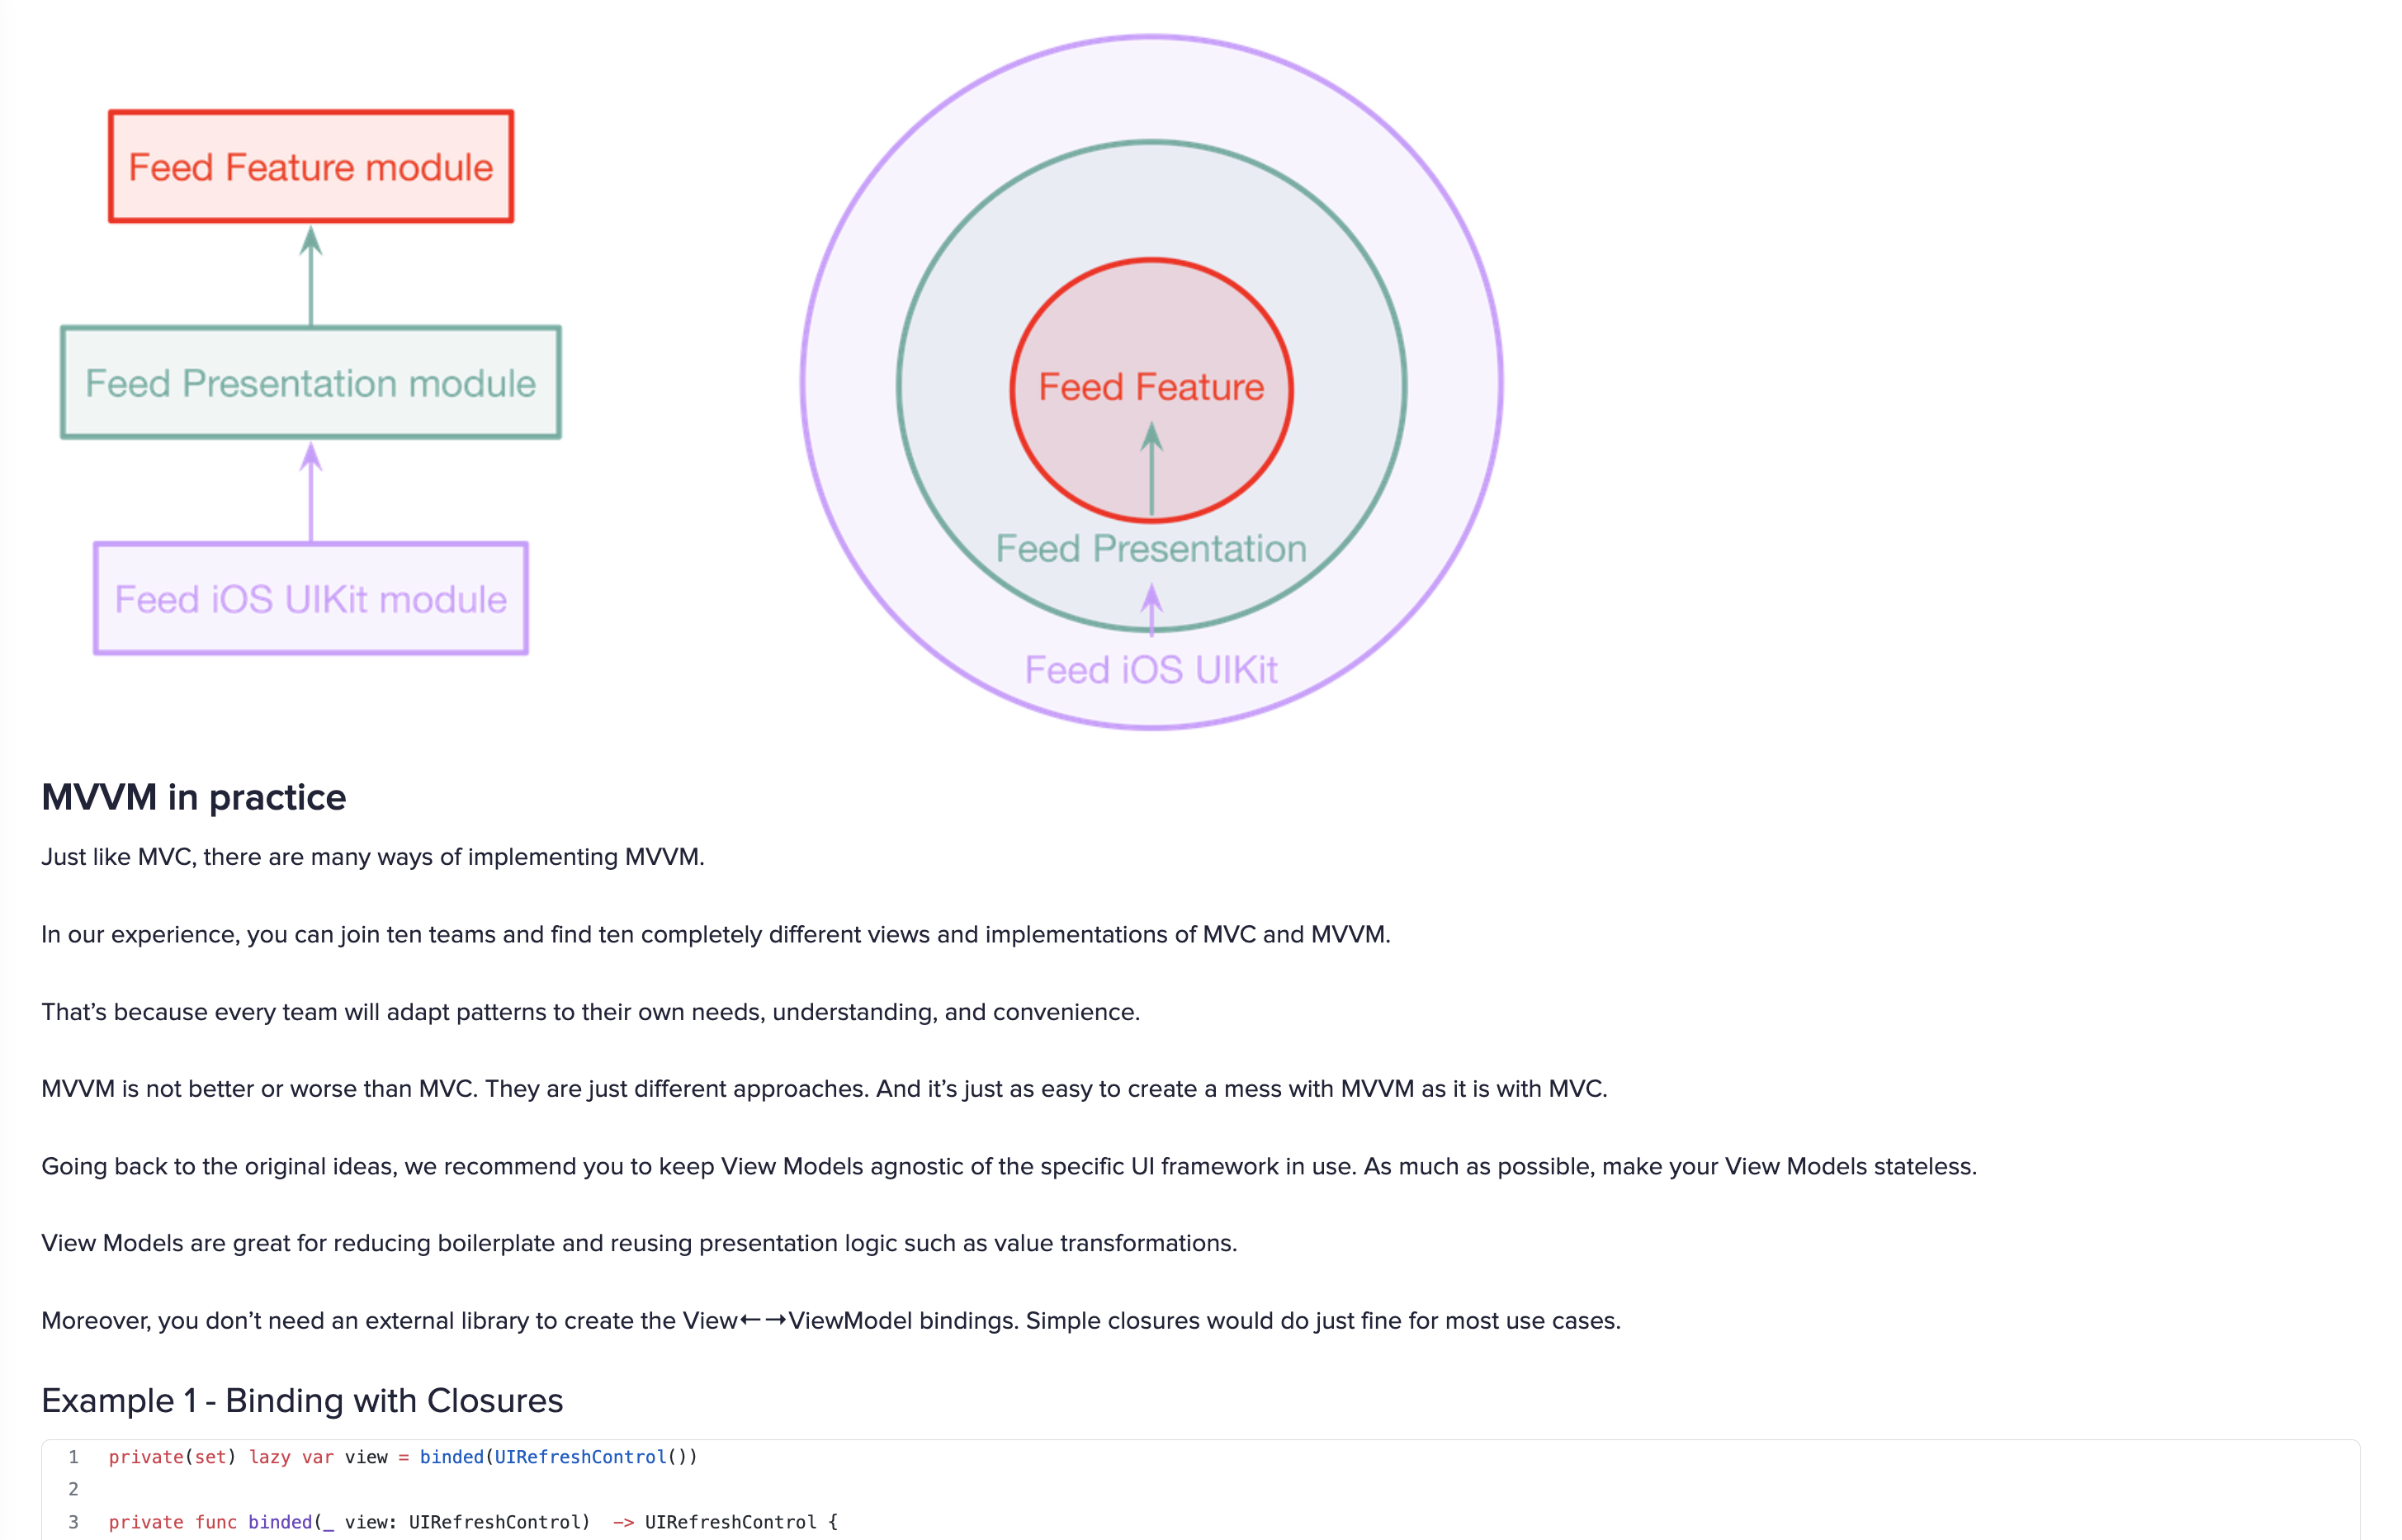 Feed Feature module
Feed Presentation module
Feed iOS UIKit module
Feed Feature
Feed Presentation
Feed iOS UIKit
MVVM in practice
Just like MVC, there are many ways of implementing MVVM.
In our experience, you can join ten teams and find ten completely different views and implementations of MVC and MVVM.
That’s because every team will adapt patterns to their own needs, understanding, and convenience.
MVVM is not better or worse than MVC. They are just different approaches. And it’s just as easy to create a mess with MVVM as it is with MVC.
Going back to the original ideas, we recommend you to keep View Models agnostic of the specific UI framework in use. As much as possible, make your View Models stateless.
View Models are great for reducing boilerplate and reusing presentation logic such as value transformations.
Moreover, you don’t need an external library to create the View←→ViewModel bindings. Simple closures would do just fine for most use cases.
Example 1 - Binding with Closures
1 private(set) lazy var view = binded(UIRefreshControl())
2
3 private func binded(_ view: UIRefreshControl)  -> UIRefreshControl {